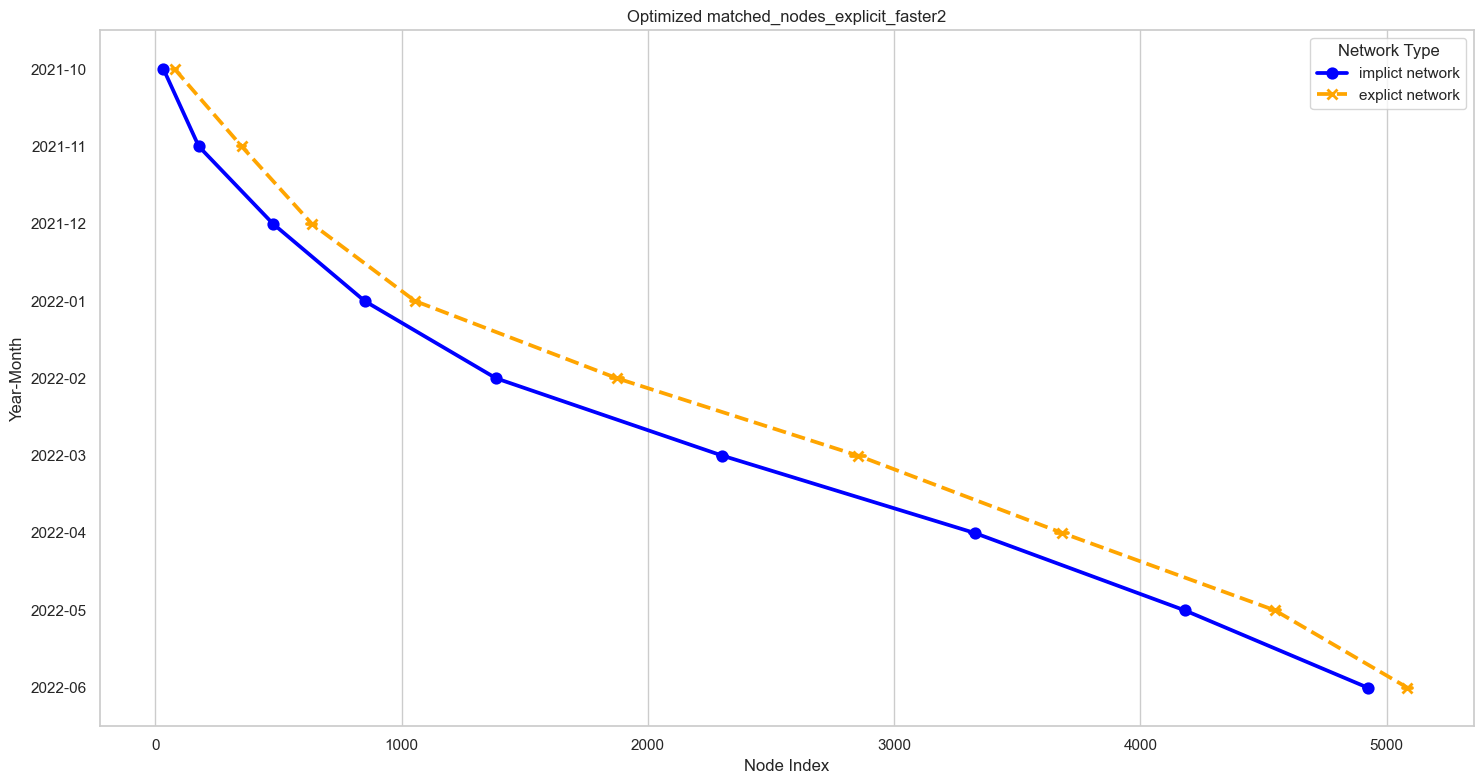 Optimized matched_nodes_explicit_faster2
Network Type
implict network
explict network
Year-Month
2021-10
2021-11
2021-12
2022-01
2022-02
2022-03
2022-04
2022-05
2022-06
0 1000 2000 3000 4000 5000
Node Index